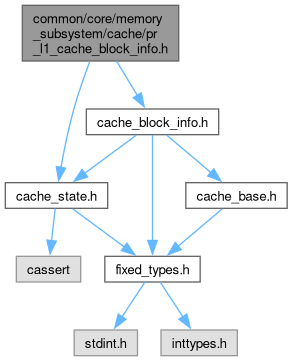 common/core/memory
_subsystem/cache/pr
_l1_cache_block_info.h
cache_block_info.h
cache_state.h
cache_base.h
cassert
fixed_types.h
stdint.h
inttypes.h